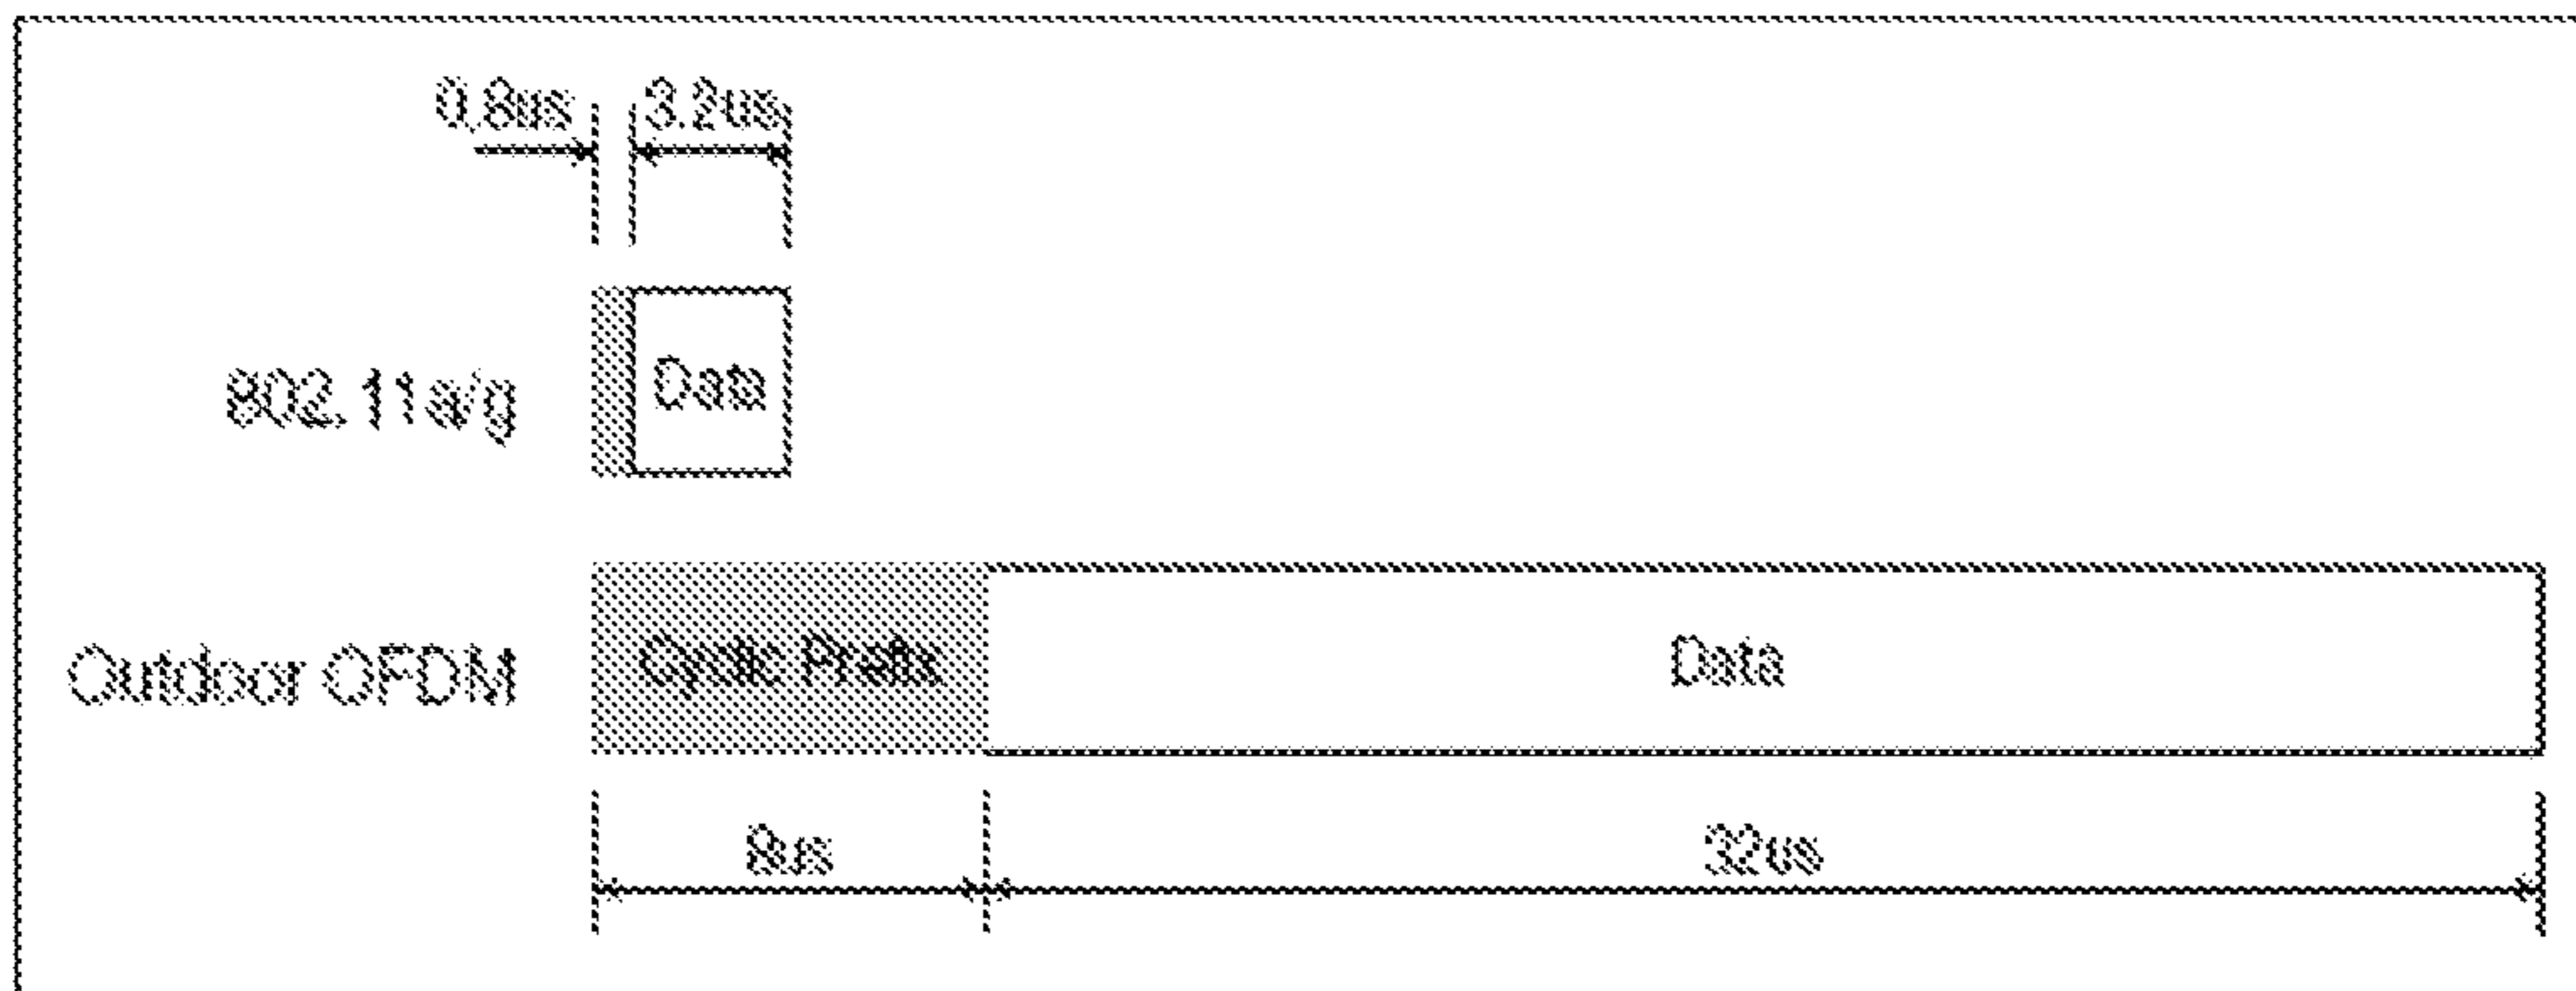 0.8us 3.2us
802.11a/g
Data
Outdoor OFDM
Cyclic Prefix
Data
8us
32us